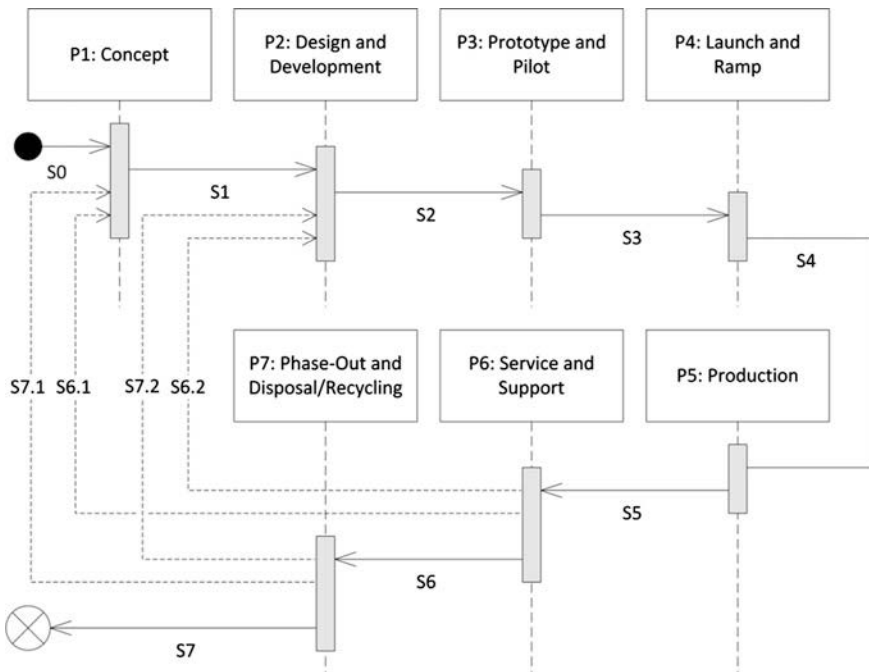 P1: Concept
P2: Design and
Development
P3: Prototype and
Pilot
P4: Launch and
Ramp
S0
S1
S2
S3
S4
P7: Phase-Out and
Disposal/Recycling
P6: Service and
Support
P5: Production
S7.1
S6.1
S7.2
S6.2
S5
S6
S7